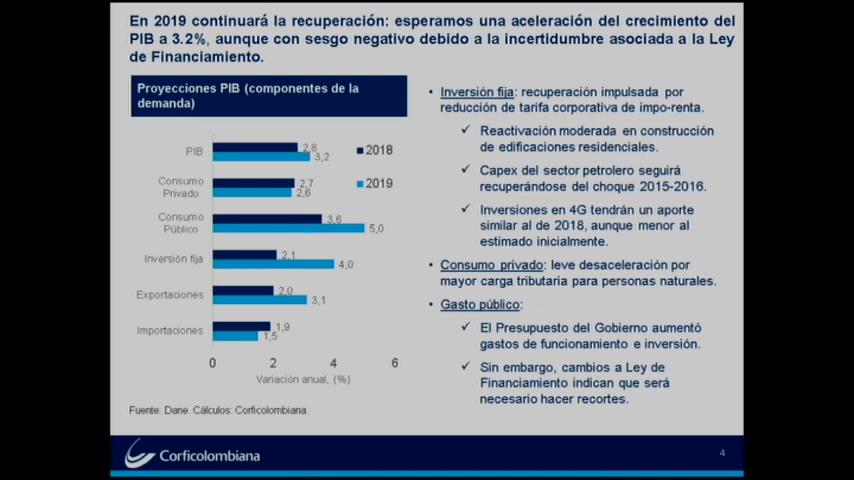 En 2019 continuará la recuperación: esperamos una aceleración del crecimiento del
PIB a 3.2%, aunque con sesgo negativo debido a la incertidumbre asociada a la Ley
de Financiamiento.
Proyecciones PIB (componentes de la
demanda)
PIB
2,8
3,2
2018
Consumo
Privado
2,7
2,6
2019
Consumo
Público
3,6
5,0
Inversión fija
2,1
4,0
Exportaciones
2,0
3,1
Importaciones
1,9
1,5
0 2 4 6
Variación anual, (%)
Fuente: Dane. Cálculos: Corficolombiana.
• Inversión fija: recuperación impulsada por
reducción de tarifa corporativa de impo-renta.
✓ Reactivación moderada en construcción
de edificaciones residenciales.
✓ Capex del sector petrolero seguirá
recuperándose del choque 2015-2016.
✓ Inversiones en 4G tendrán un aporte
similar al de 2018, aunque menor al
estimado inicialmente.
• Consumo privado: leve desaceleración por
mayor carga tributaria para personas naturales.
• Gasto público:
✓ El Presupuesto del Gobierno aumentó
gastos de funcionamiento e inversión.
✓ Sin embargo, cambios a Ley de
Financiamiento indican que será
necesario hacer recortes.
Corficolombiana
4